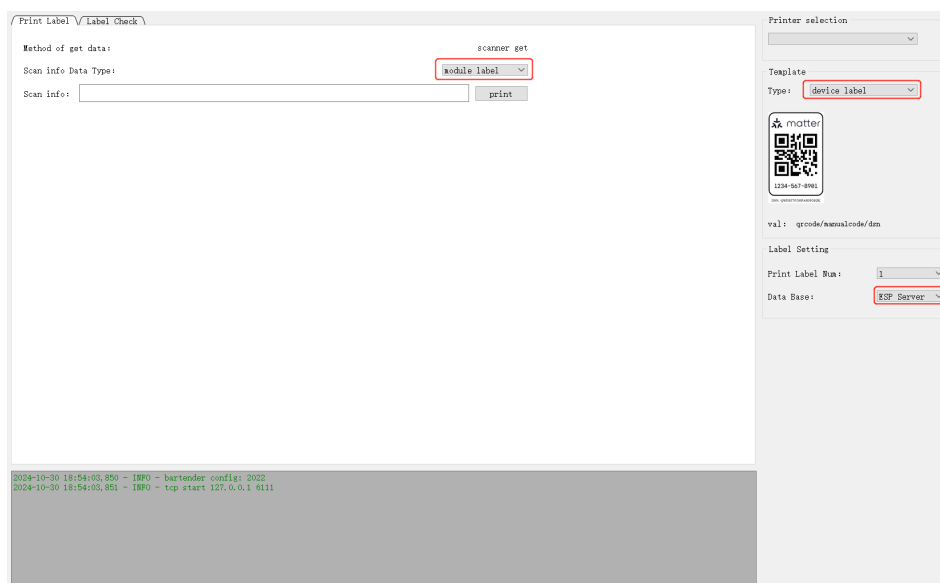 Print Label
Label Check
Method of get data:
scanner get
Scan info Data Type:
module label
Scan info:
print
Printer selection
Template
Type:
device label
matter
1234-567-8901
val: qrcode/manualcode/dsn
Label Setting
Print Label Num:
1
Data Base:
ESP Server
2024-10-30 18:54:03,850 - INFO - bartender config: 2022
2024-10-30 18:54:03,851 - INFO - tcp start 127.0.0.1 6111